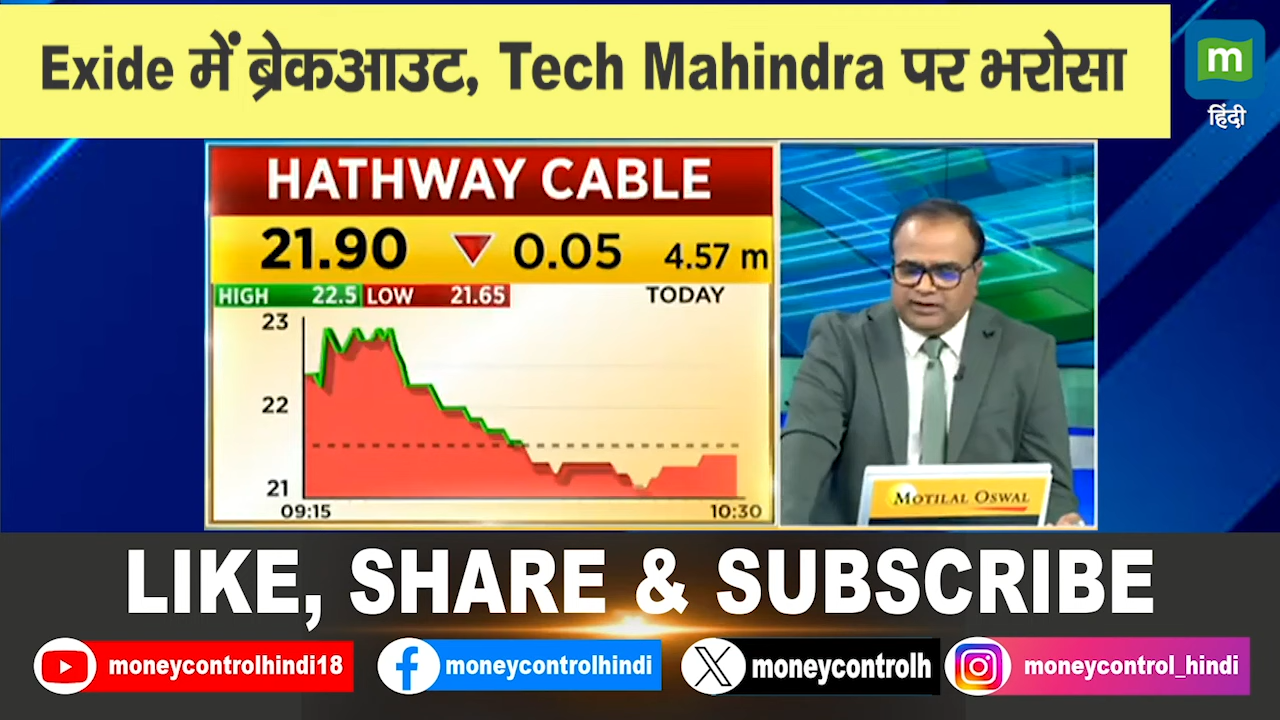 Exide में ब्रेकआउट, Tech Mahindra पर भरोसा
m
हिंदी
HATHWAY CABLE
21.90 ▼ 0.05 4.57 m
HIGH 22.5 LOW 21.65 TODAY
23
22
21
09:15 10:30
MOTILAL OSWAL
LIKE, SHARE & SUBSCRIBE
moneycontrolhindi18 moneycontrolhindi moneycontrolh moneycontrol_hindi